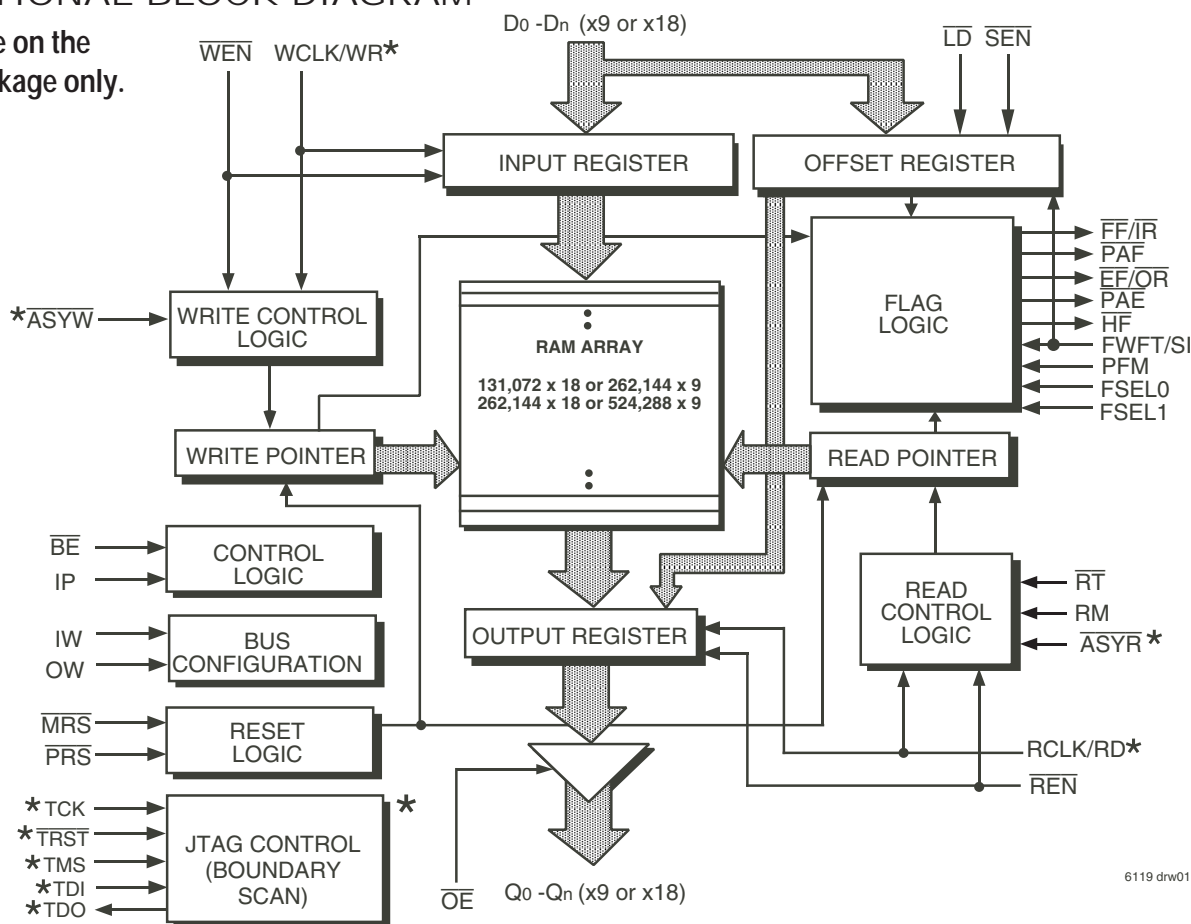 D0 -Dn (x9 or x18)
e on the
kage only.
WEN
WCLK/WR*
LD
SEN
INPUT REGISTER
OFFSET REGISTER
*ASYW
WRITE CONTROL
LOGIC
RAM ARRAY
131,072 x 18 or 262,144 x 9
262,144 x 18 or 524,288 x 9
FLAG
LOGIC
FF/IR
PAF
EF/OR
PAE
HF
FWFT/SI
PFM
FSEL0
FSEL1
WRITE POINTER
READ POINTER
BE
IP
CONTROL
LOGIC
READ
CONTROL
LOGIC
RT
RM
ASYR*
IW
OW
BUS
CONFIGURATION
OUTPUT REGISTER
MRS
PRS
RESET
LOGIC
RCLK/RD*
REN
*TCK
*TRST
*TMS
*TDI
*TDO
JTAG CONTROL
(BOUNDARY
SCAN)
*
OE
Q0 -Qn (x9 or x18)
6119 drw01